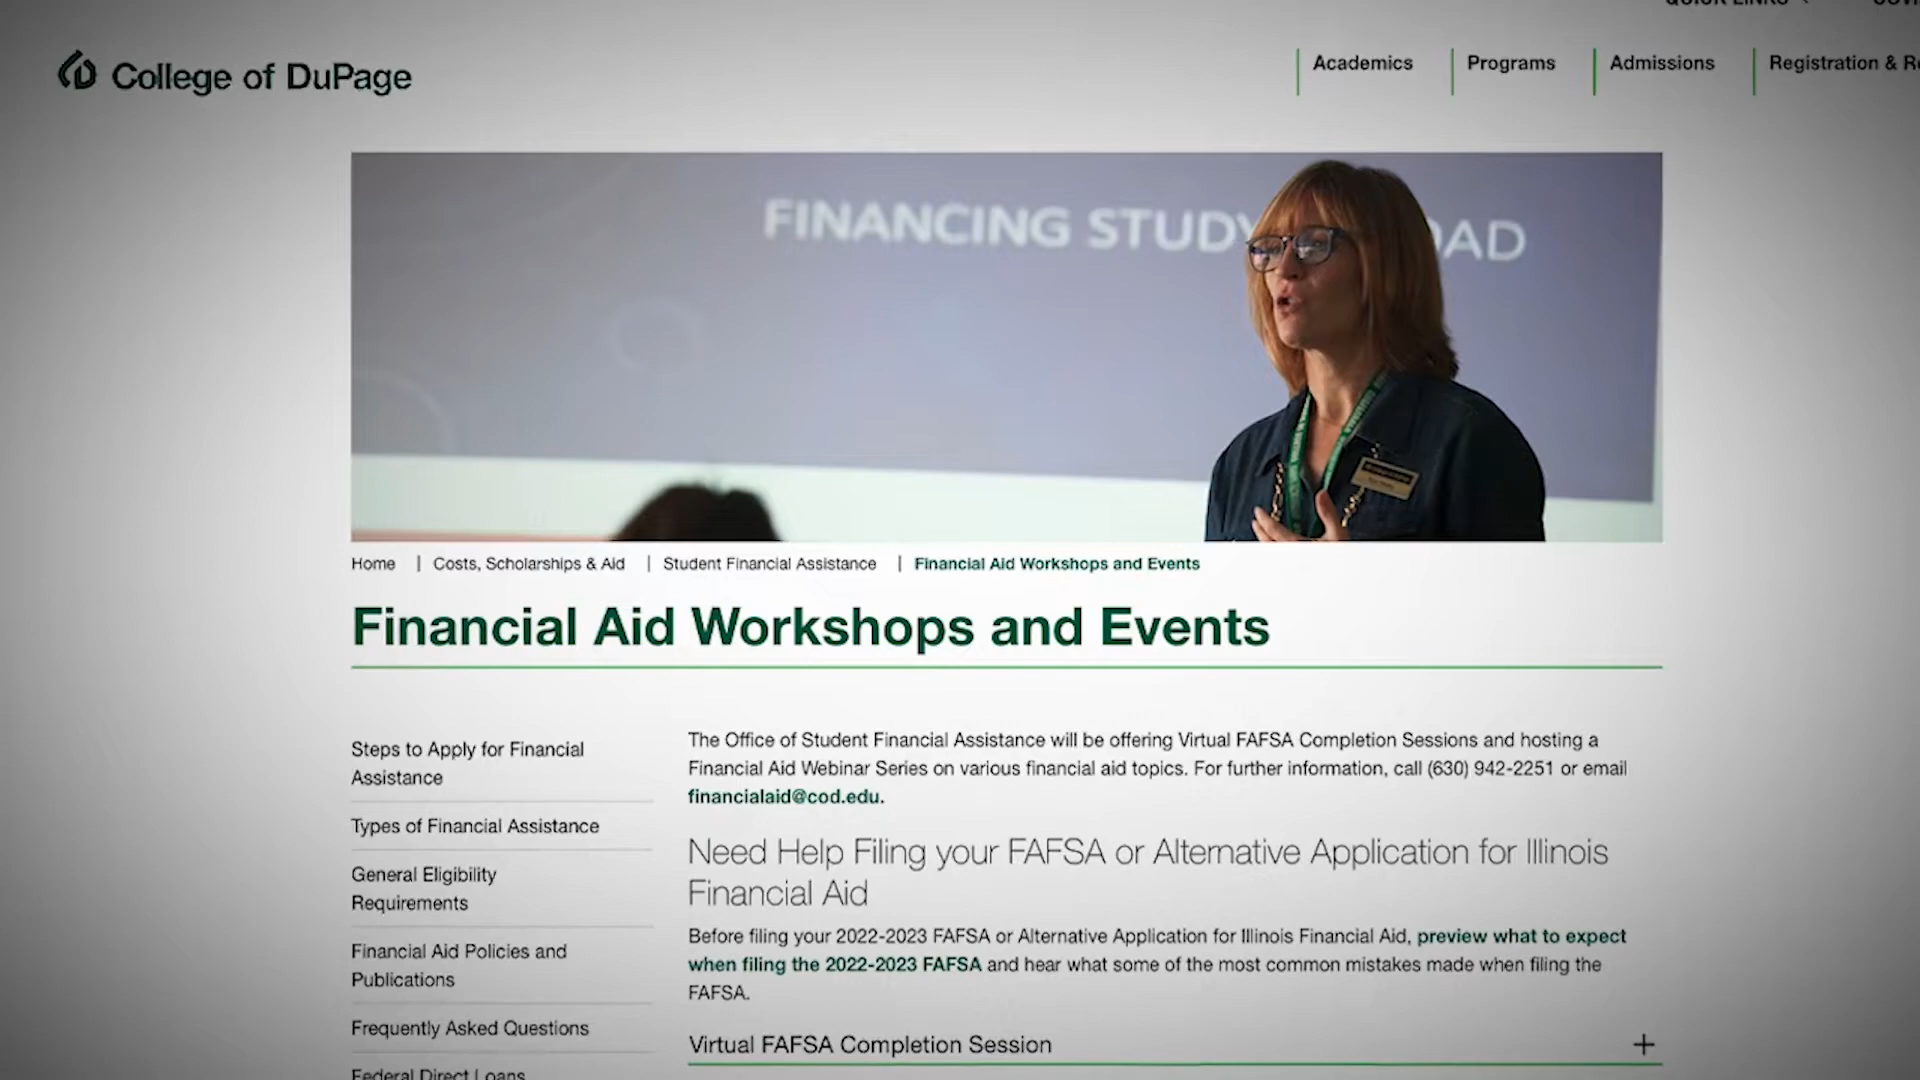 College of DuPage
Academics
Programs
Admissions
Registration &
FINANCING STUDY
Home | Costs, Scholarships & Aid | Student Financial Assistance | Financial Aid Workshops and Events
Financial Aid Workshops and Events
Steps to Apply for Financial
Assistance
Types of Financial Assistance
General Eligibility
Requirements
Financial Aid Policies and
Publications
Frequently Asked Questions
Federal Direct Loans
The Office of Student Financial Assistance will be offering Virtual FAFSA Completion Sessions and hosting a
Financial Aid Webinar Series on various financial aid topics. For further information, call (630) 942-2251 or email
financialaid@cod.edu.
Need Help Filing your FAFSA or Alternative Application for Illinois
Financial Aid
Before filing your 2022-2023 FAFSA or Alternative Application for Illinois Financial Aid, preview what to expect
when filing the 2022-2023 FAFSA and hear what some of the most common mistakes made when filing the
FAFSA.
Virtual FAFSA Completion Session +